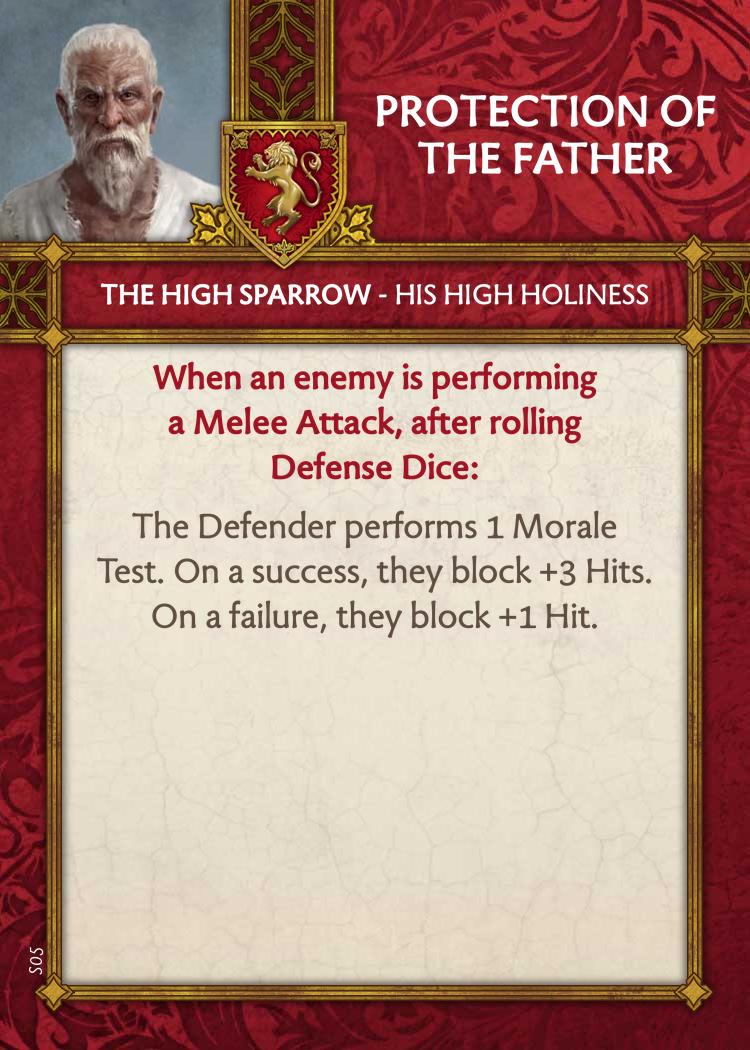 PROTECTION OF
THE FATHER
THE HIGH SPARROW - HIS HIGH HOLINESS
When an enemy is performing
a Melee Attack, after rolling
Defense Dice:
The Defender performs 1 Morale
Test. On a success, they block +3 Hits.
On a failure, they block +1 Hit.
S05